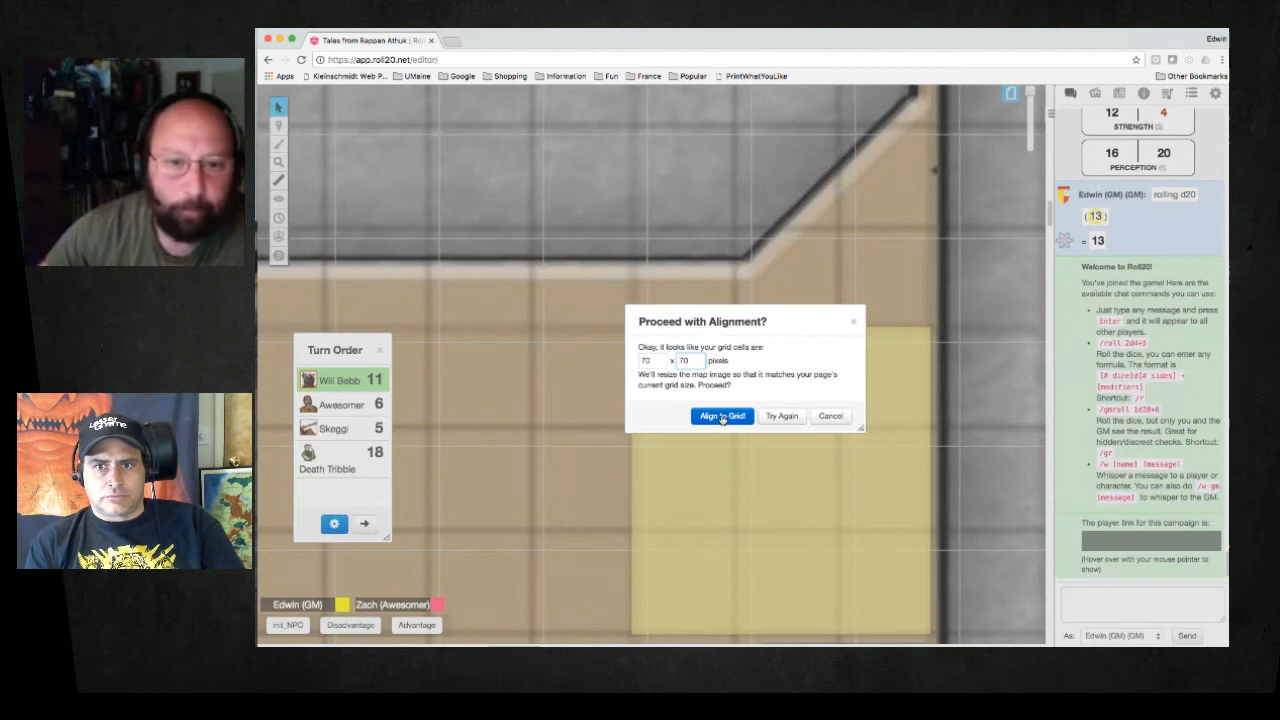 Tales from Rappan Athuk | Rol
Edwin
https://app.roll20.net/editor/
Apps
Kleinschmidt Web P...
UMaine
Google
Shopping
Information
Fun
France
Popular
PrintWhatYouLike
Other Bookmarks
12 4
STRENGTH (3)
16 20
PERCEPTION (5)
Edwin (GM) (GM): rolling d20
( 13 )
= 13
Welcome to Roll20!
You've joined the game! Here are the
available chat commands you can use:
Just type any message and press
Enter and it will appear to all
other players.
/roll 2d4+5
Roll the dice, you can enter any
formula. The format is
[# dice]d[# sides] +
[modifiers]
Shortcut: /r
/gmroll 1d20+6
Roll the dice, but only you and the
GM see the result. Great for
hidden/discreet checks. Shortcut:
/gr
/w [name] [message]
Whisper a message to a player or
character. You can also do /w gm
[message] to whisper to the GM.
The player link for this campaign is:
(Hover over with your mouse pointer to
show)
As: Edwin (GM) (GM)
Send
Proceed with Alignment?
Okay, it looks like your grid cells are:
70 x 70 pixels
We'll resize the map image so that it matches your page's
current grid size. Proceed?
Align to Grid!
Try Again
Cancel
Turn Order
Will Bebb 11
Awesomer 6
Skeggi 5
18
Death Tribble
Edwin (GM)
Zach (Awesomer)
init_NPC
Disadvantage
Advantage